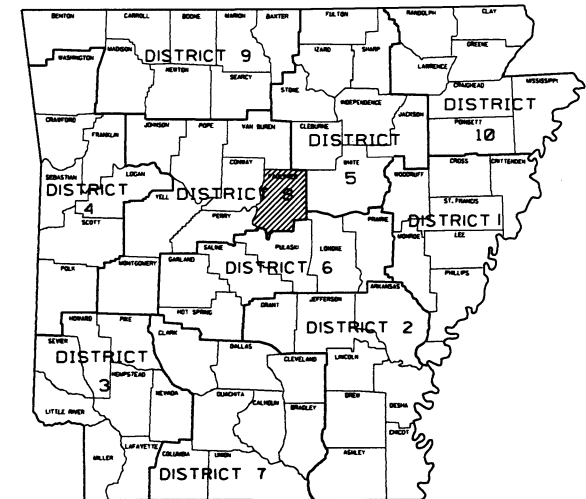 BENTON CARROLL BOONE MARION BAXTER FULTON RANDOLPH CLAY
WASHINGTON MADISON DISTRICT 9 IZARD SHARP GREENE
NEWTON SEARCY STONE LAWRENCE CRAIGHEAD MISSISSIPPI
CRAWFORD FRANKLIN JOHNSON POPE VAN BUREN CLEBURNE INDEPENDENCE JACKSON DISTRICT
POINSETT
10
DISTRICT
5
SEBASTIAN LOGAN CONWAY WHITE WOODRUFF CROSS CRITTENDEN
DISTRICT
4
YELL DISTRICT 8
ST. FRANCIS
SCOTT PERRY PRAIRIE MONROE DISTRICT 1
LEE
SALINE PULASKI LONOKE
POLK MONTGOMERY GARLAND DISTRICT 6 PHILLIPS
ARKANSAS
HOT SPRING GRANT JEFFERSON
HOWARD PIKE CLARK DISTRICT 2
SEVIER DALLAS CLEVELAND LINCOLN
DISTRICT
3
HEMPSTEAD
NEVADA OUACHITA CALHOUN BRADLEY DREW DESHA
LITTLE RIVER CHICOT
MILLER LAFAYETTE COLUMBIA UNION ASHLEY
DISTRICT 7